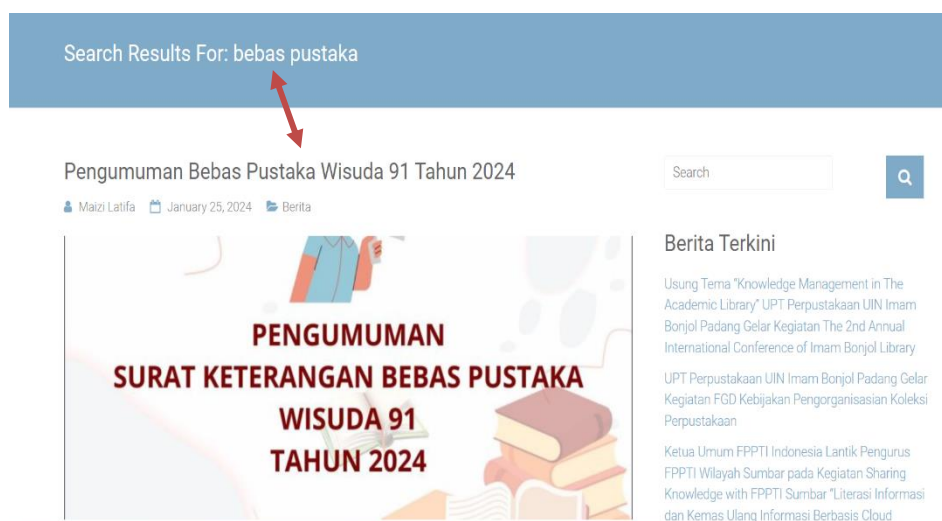 Search Results For: bebas pustaka
Pengumuman Bebas Pustaka Wisuda 91 Tahun 2024
Maizi Latifa January 25, 2024 Berita
PENGUMUMAN
SURAT KETERANGAN BEBAS PUSTAKA
WISUDA 91
TAHUN 2024
Search
Berita Terkini
Usung Tema "Knowledge Management in The
Academic Library" UPT Perpustakaan UIN Imam
Bonjol Padang Gelar Kegiatan The 2nd Annual
International Conference of Imam Bonjol Library
UPT Perpustakaan UIN Imam Bonjol Padang Gelar
Kegiatan FGD Kebijakan Pengorganisasian Koleksi
Perpustakaan
Ketua Umum FPPTI Indonesia Lantik Pengurus
FPPTI Wilayah Sumbar pada Kegiatan Sharing
Knowledge with FPPTI Sumbar "Literasi Informasi
dan Kemas Ulang Informasi Berbasis Cloud